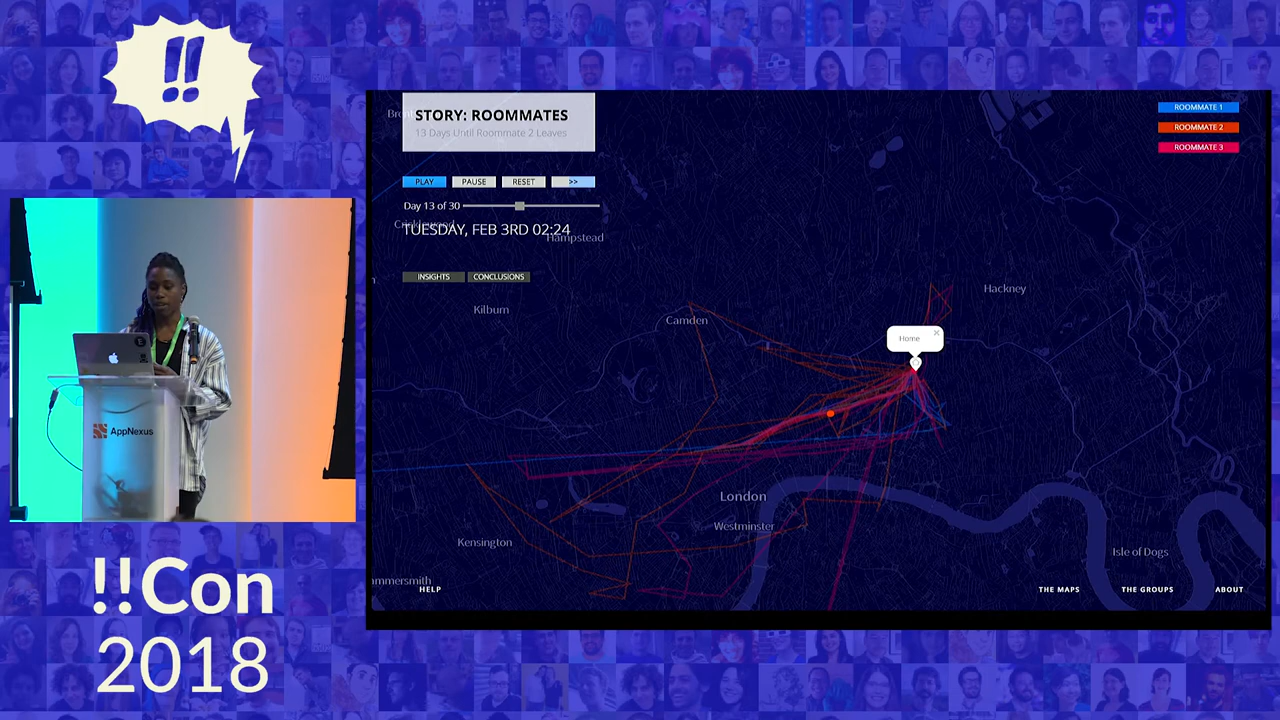 !!
STORY: ROOMMATES
13 Days Until Roommate 2 Leaves
PLAY
PAUSE
RESET
>>
Day 13 of 30
TUESDAY, FEB 3RD 02:24
INSIGHTS
CONCLUSIONS
ROOMMATE 1
ROOMMATE 2
ROOMMATE 3
Hampstead
Kilburn
Camden
Hackney
Home
London
Westminster
Kensington
Isle of Dogs
ammersmith
HELP
THE MAPS
THE GROUPS
ABOUT
AppNexus
!!Con
2018